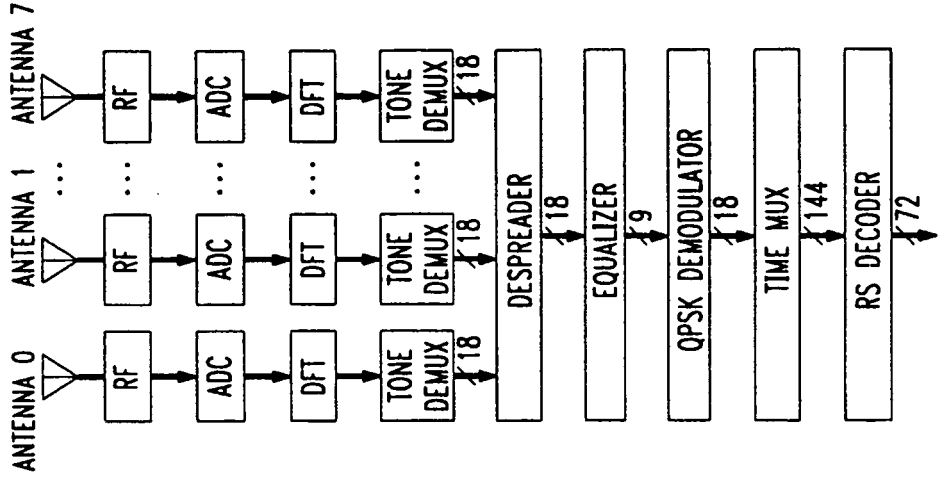 ANTENNA 0
RF
ADC
DFT
TONE
DEMUX
18
ANTENNA 1
RF
ADC
DFT
TONE
DEMUX
18
...
...
...
...
...
ANTENNA 7
RF
ADC
DFT
TONE
DEMUX
18
DESPREADER
18
EQUALIZER
9
QPSK DEMODULATOR
18
TIME MUX
144
RS DECODER
72